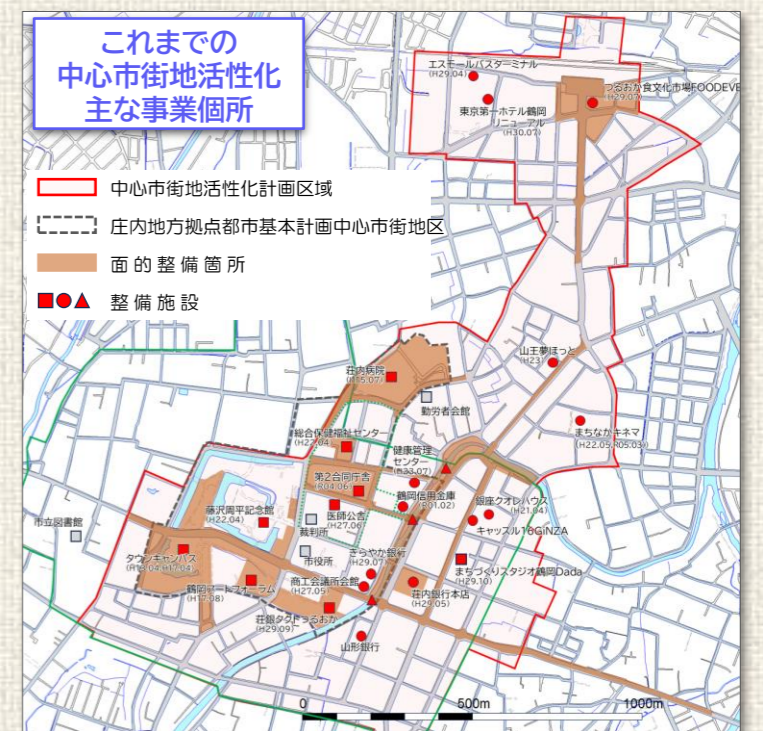 これまでの
中心市街地活性化
主な事業個所
中心市街地活性化計画区域
庄内地方拠点都市基本計画中心市街地区
面的整備箇所
整備施設
エスモールバスターミナル
(H29.04)
つるおか食文化市場FOODEVE
(H29.07)
東京第一ホテル鶴岡
リニューアル
(H30.07)
山王夢ほっと
(H23)
荘内病院
(H15.07)
勤労者会館
まちなかキネマ
(H22.05,R05.03)
総合保健福祉センター
(H22.04
健康管理
センター
第2合同庁舎
(R04.06)
鶴岡信用金庫
(R01.02)
銀座クオレハウス
(H21.04)
藤沢周平記念館
(H22.04)
医師公舎
(H27.06)
キャッスル16GiNZA
市立図書館
裁判所
市役所
きらやか銀行
(H29.07)
まちづくりスタジオ鶴岡Dada
(H29.10)
タウンキャンパス
商工会議所会館
(H27.05)
荘内銀行本店
(H29.05)
鶴岡アートフォーラム
(H17.08)
荘銀タクトつるおか
(H29.09)
山形銀行
0 500m 1000m